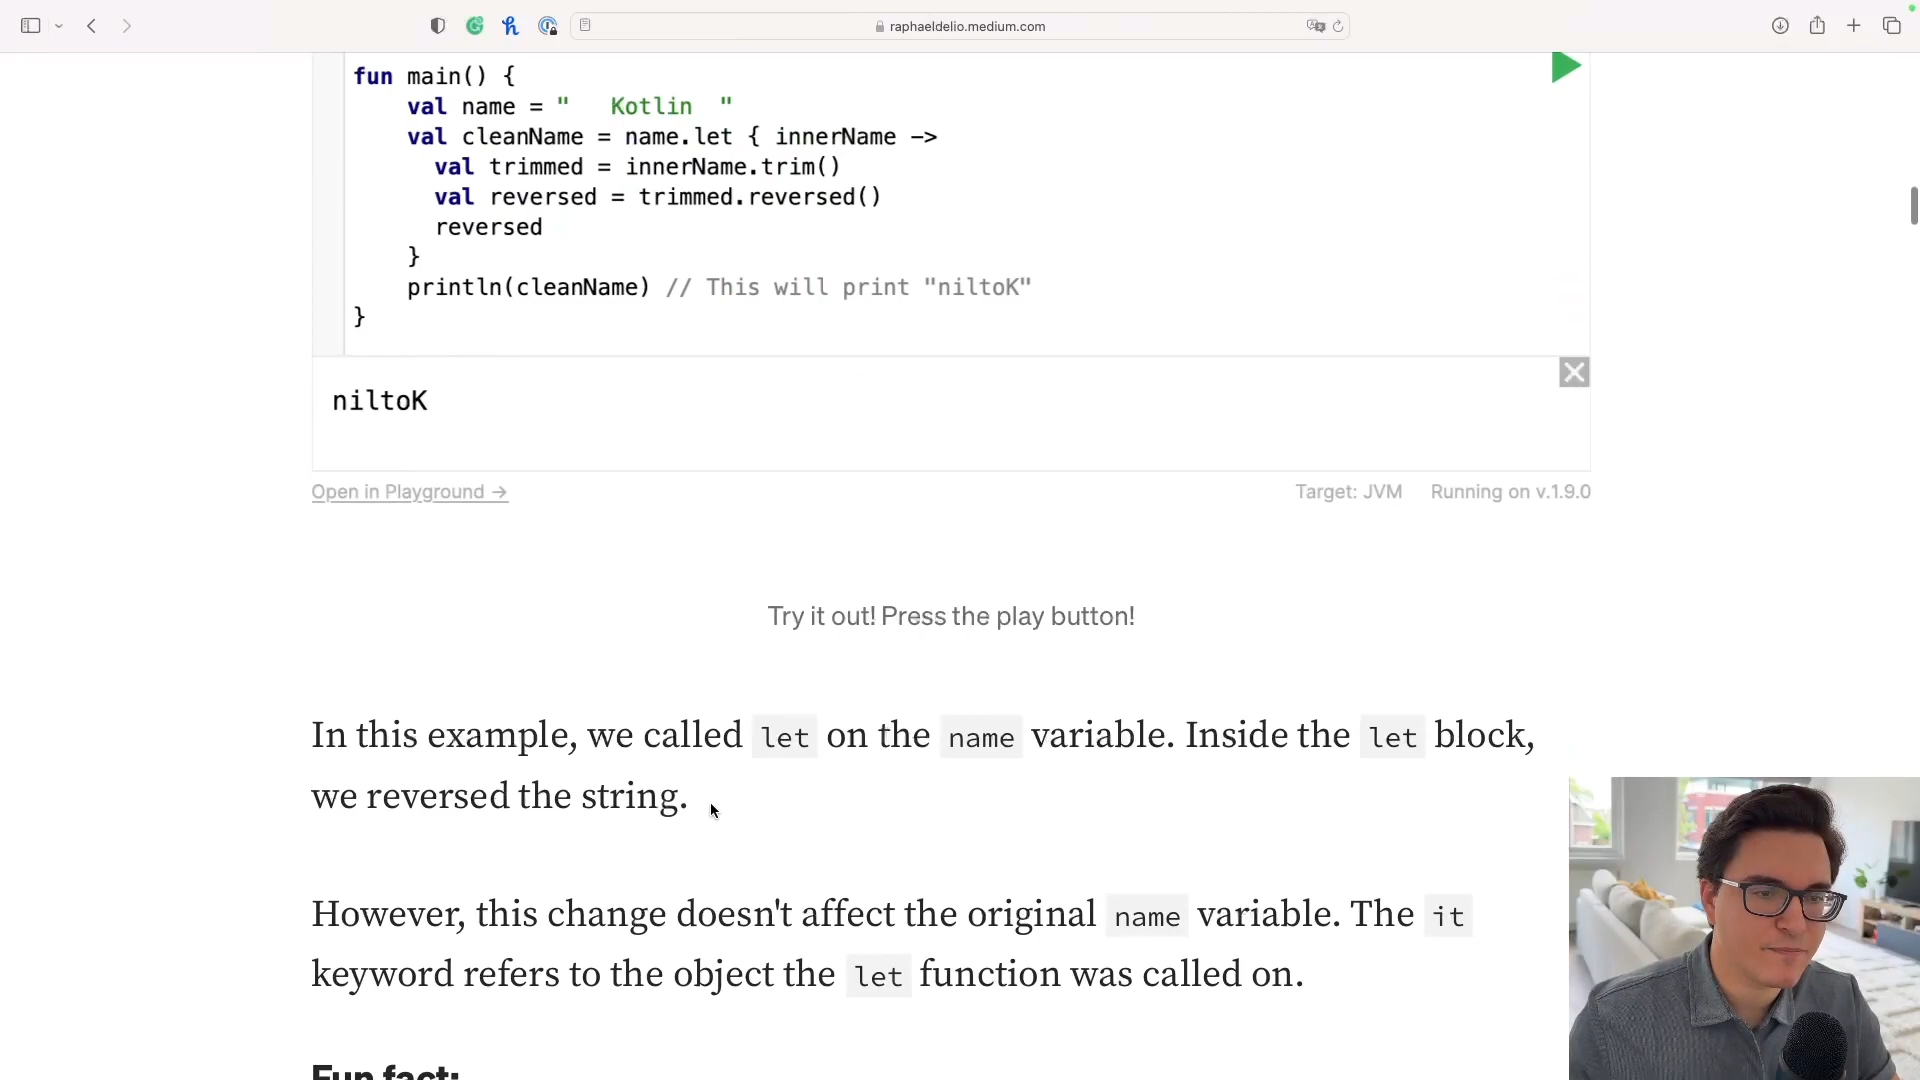 raphaeldelio.medium.com
fun main() {
val name = "   Kotlin  "
val cleanName = name.let { innerName ->
val trimmed = innerName.trim()
val reversed = trimmed.reversed()
reversed
}
println(cleanName) // This will print "niltoK"
}
niltoK
Open in Playground →
Target: JVM Running on v.1.9.0
Try it out! Press the play button!
In this example, we called let on the name variable. Inside the let block,
we reversed the string.
However, this change doesn't affect the original name variable. The it
keyword refers to the object the let function was called on.
Fun fact: